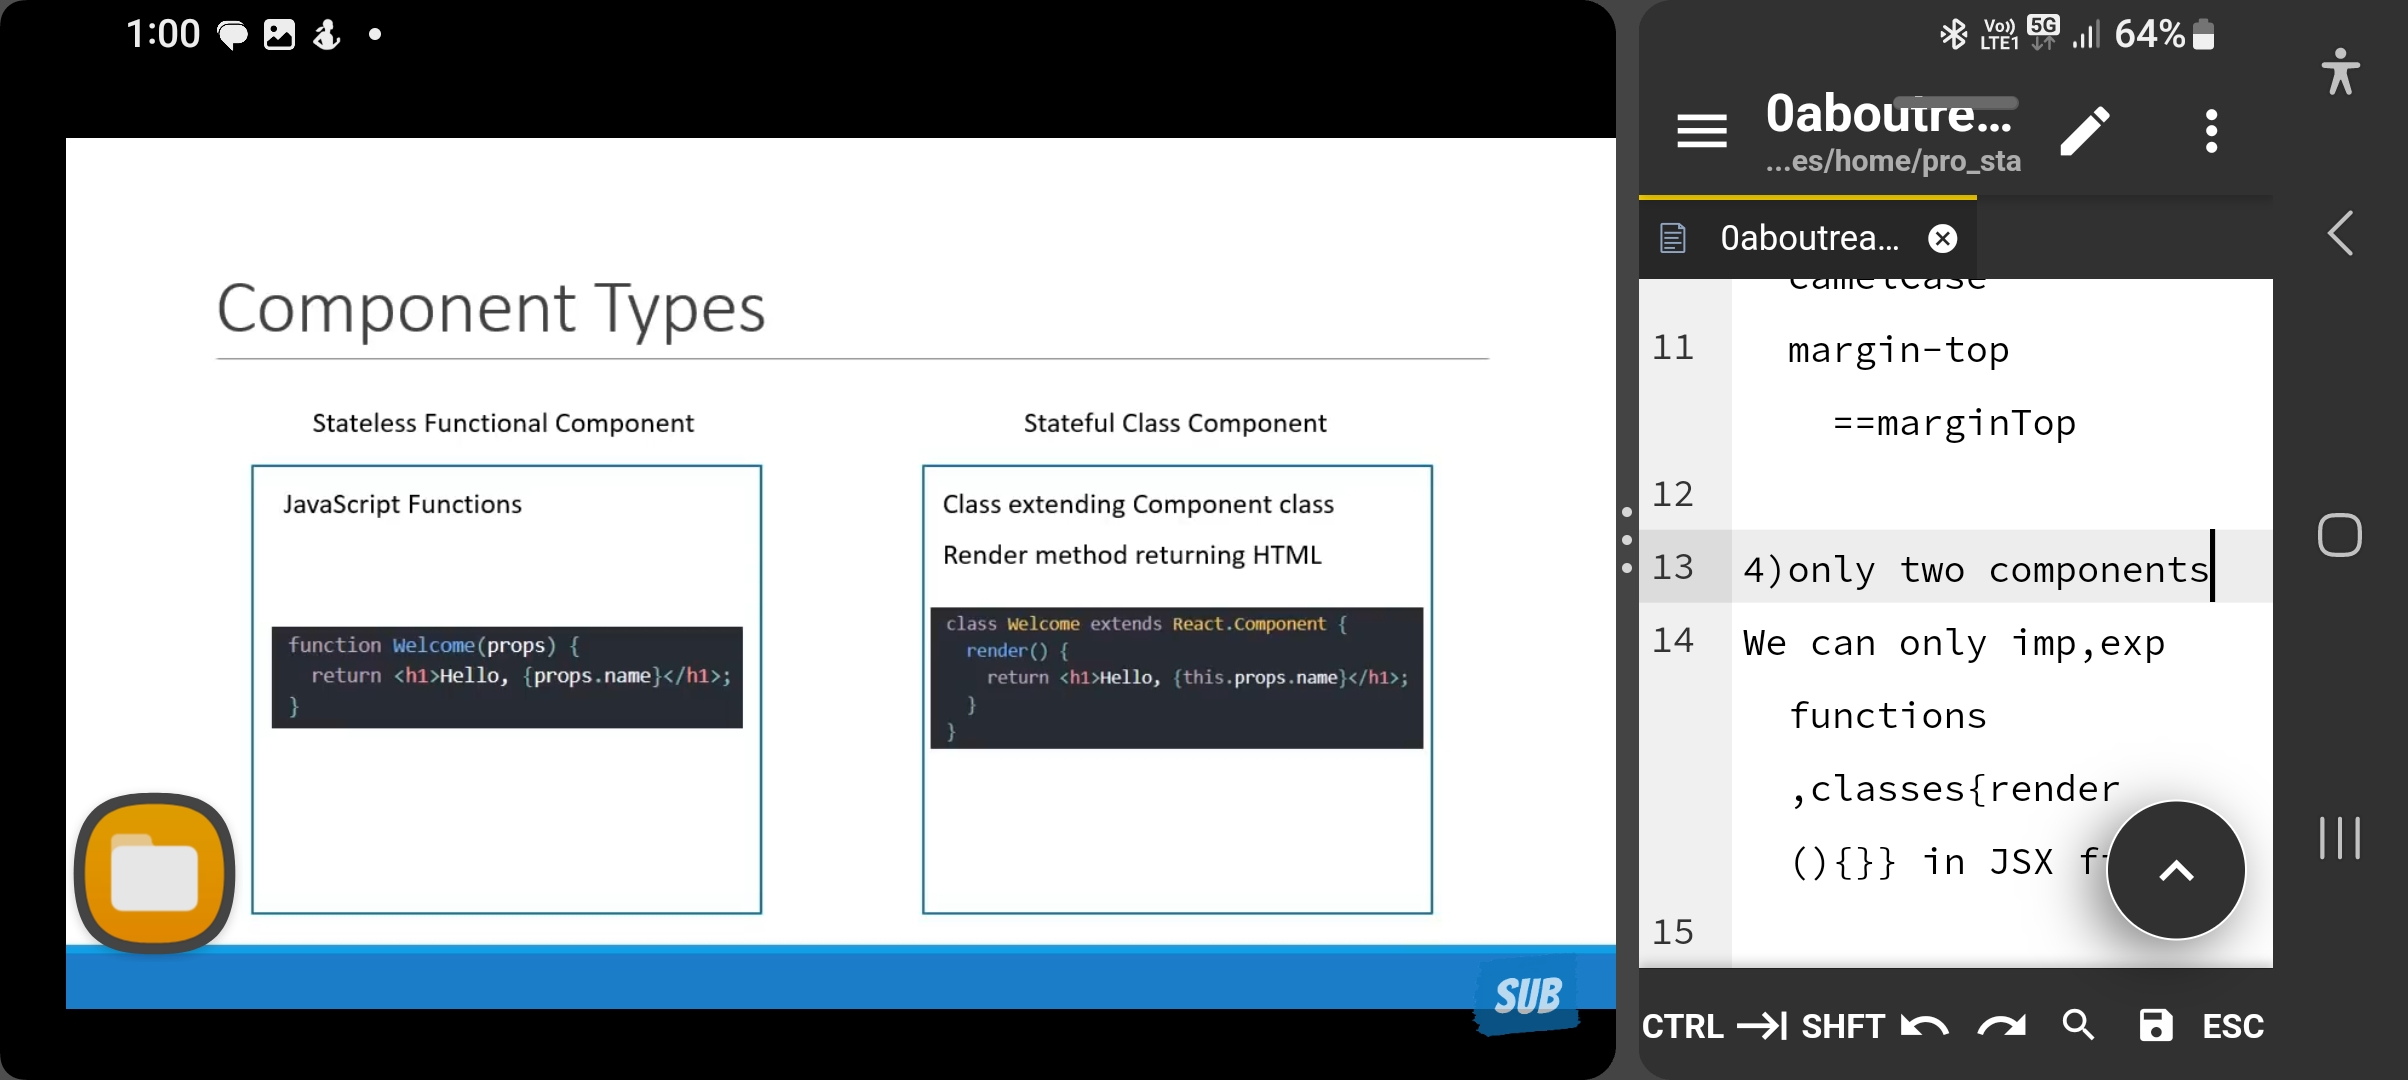 1:00
Component Types
Stateless Functional Component
JavaScript Functions
function Welcome(props) {
return <h1>Hello, {props.name}</h1>;
}
Stateful Class Component
Class extending Component class
Render method returning HTML
class Welcome extends React.Component {
render() {
return <h1>Hello, {this.props.name}</h1>;
}
}
SUB
Vo)) LTE1 5G 64%
0aboutre...
...es/home/pro_sta
0aboutrea...
camelcase
11 margin-top
==marginTop
12
13 4)only two components
14 We can only imp,exp
functions
,classes{render
(){}} in JSX
15
CTRL SHFT ESC